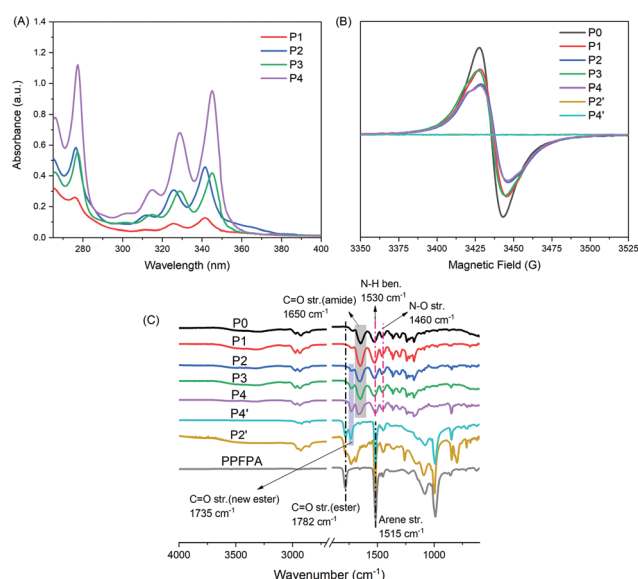 (A)
P1
P2
P3
P4
1.4
1.2
1.0
0.8
0.6
0.4
0.2
0.0
Absorbance (a.u.)
280 300 320 340 360 380 400
Wavelength (nm)
(B)
P0
P1
P2
P3
P4
P2'
P4'
Intensity (a.u.)
3350 3375 3400 3425 3450 3475 3500 3525
Magnetic Field (G)
(C)
C=O str.(amide)
1650 cm-1
N-H ben.
1530 cm-1
N-O str.
1460 cm-1
P0
P1
P2
P3
P4
P4'
P2'
PPFPA
C=O str.(new ester)
1735 cm-1
C=O str.(ester)
1782 cm-1
Arene str.
1515 cm-1
4000 3000 2000 1500 1000
Wavenumber (cm-1)